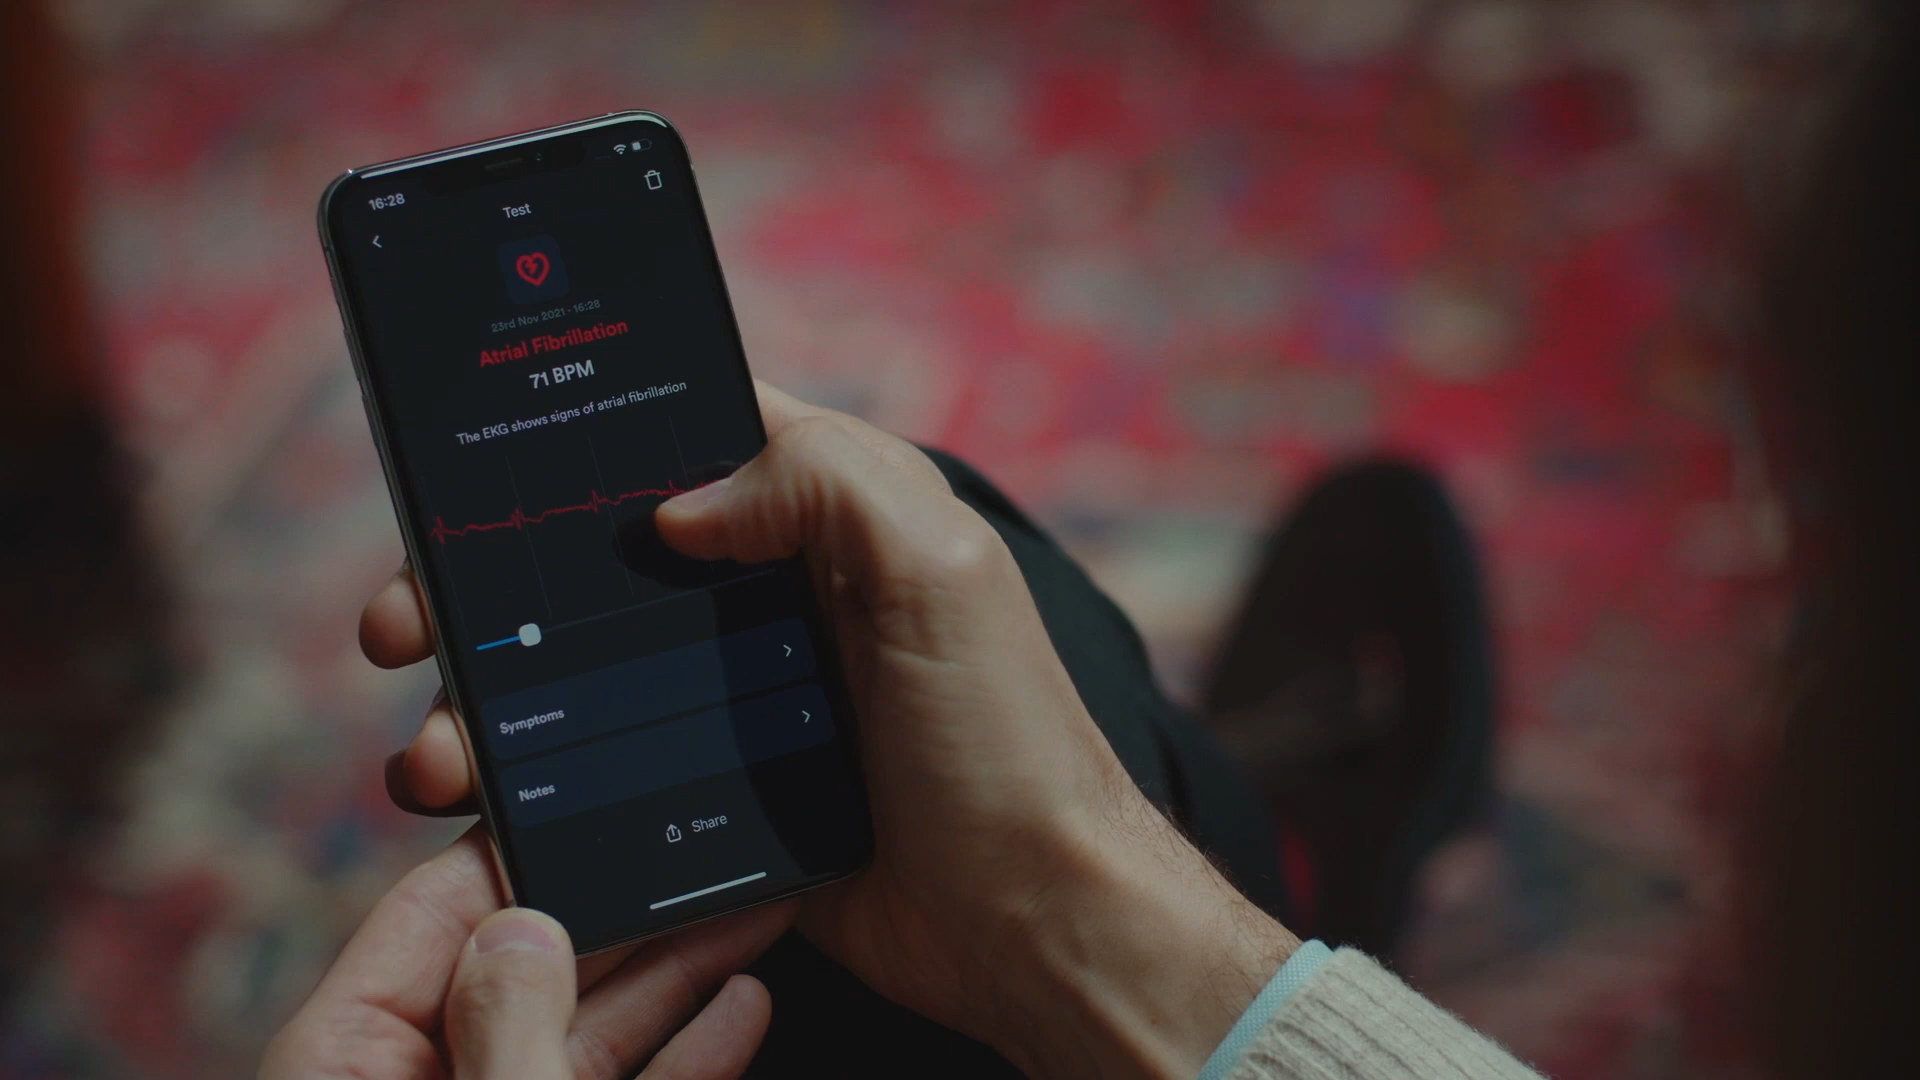 16:28
Test
23rd Nov 2021 - 16:28
Atrial Fibrillation
71 BPM
The EKG shows signs of atrial fibrillation
Symptoms
Notes
Share